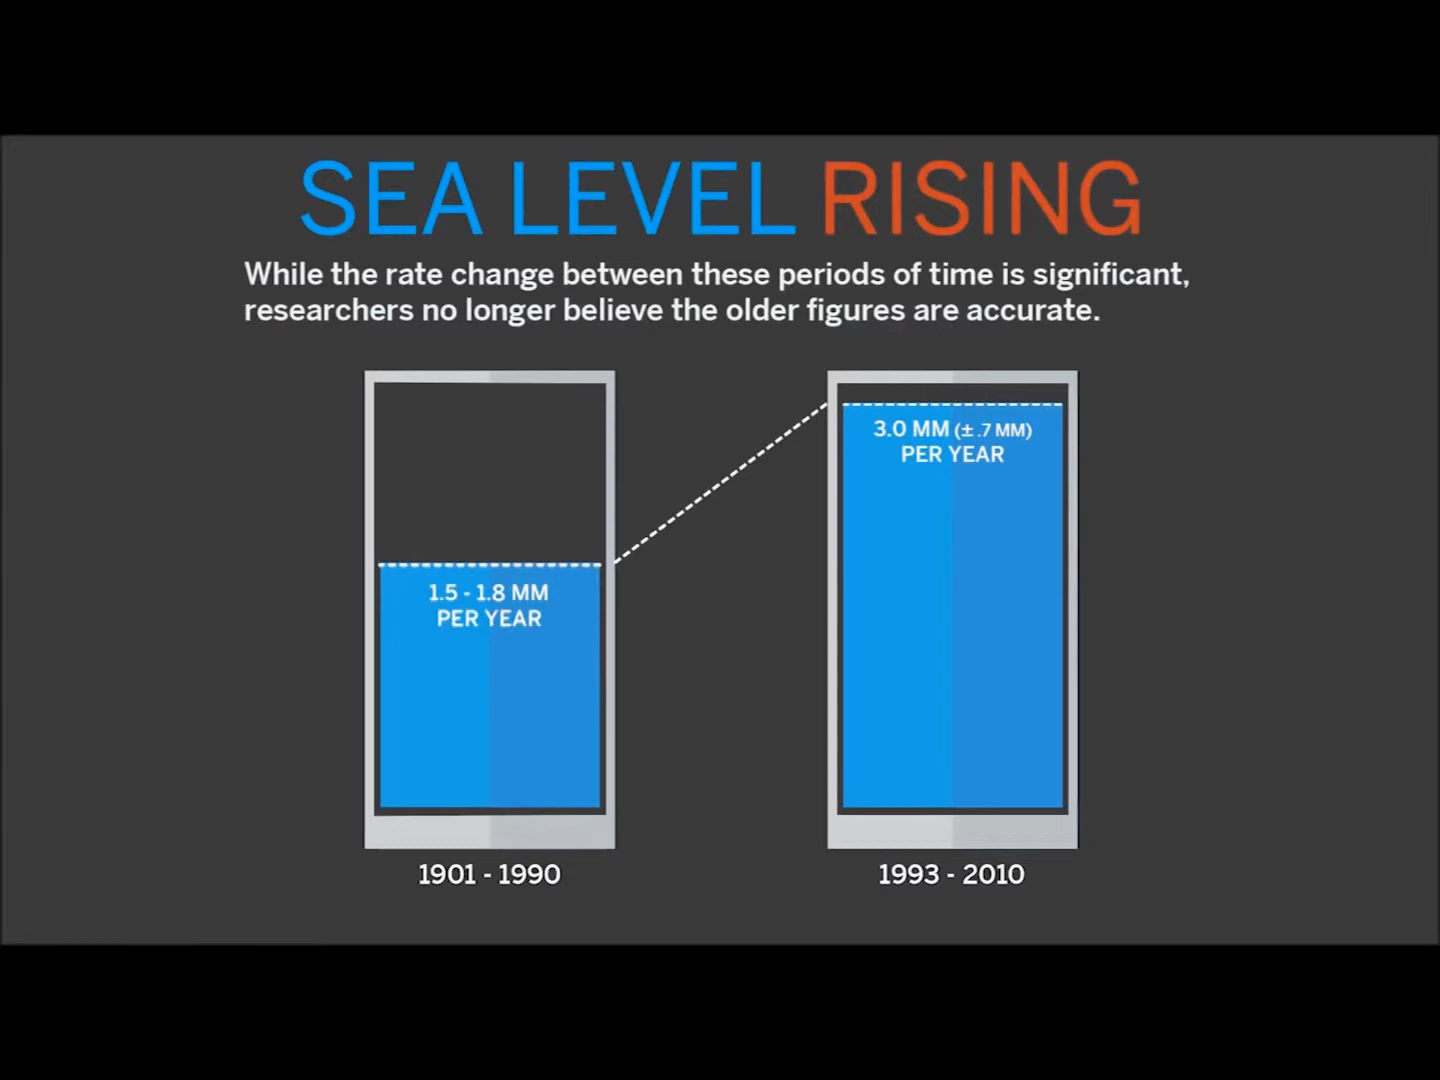 SEA LEVEL RISING
While the rate change between these periods of time is significant,
researchers no longer believe the older figures are accurate.
1.5 - 1.8 MM
PER YEAR
3.0 MM (± .7 MM)
PER YEAR
1901 - 1990
1993 - 2010